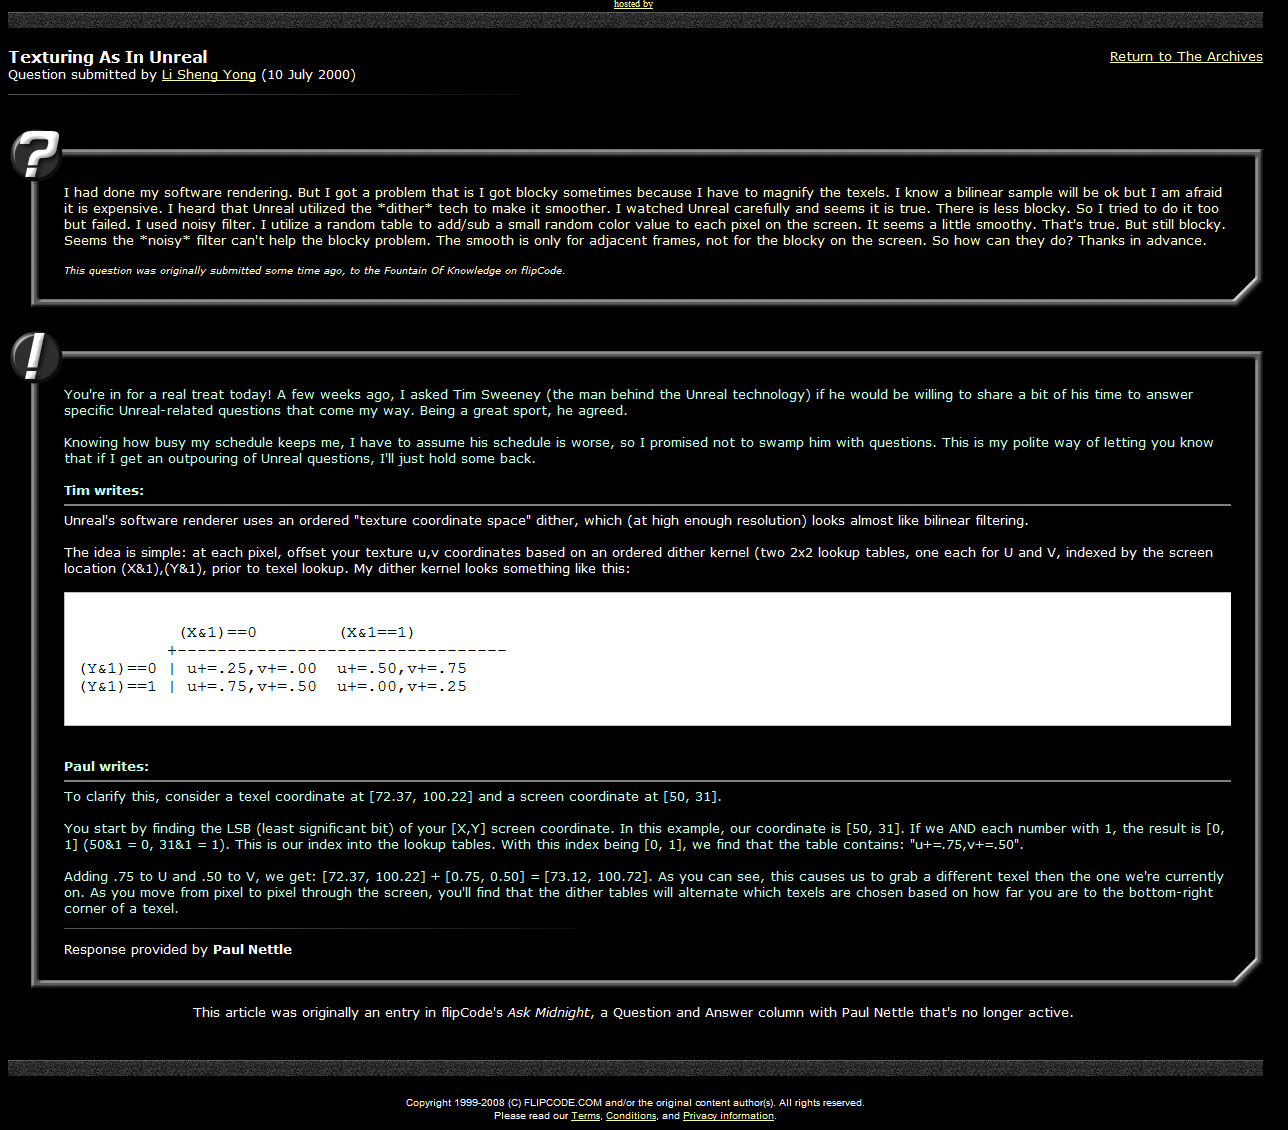 hosted by
Texturing As In Unreal
Return to The Archives
Question submitted by Li Sheng Yong (10 July 2000)
?
I had done my software rendering. But I got a problem that is I got blocky sometimes because I have to magnify the texels. I know a bilinear sample will be ok but I am afraid
it is expensive. I heard that Unreal utilized the *dither* tech to make it smoother. I watched Unreal carefully and seems it is true. There is less blocky. So I tried to do it too
but failed. I used noisy filter. I utilize a random table to add/sub a small random color value to each pixel on the screen. It seems a little smoothy. That's true. But still blocky.
Seems the *noisy* filter can't help the blocky problem. The smooth is only for adjacent frames, not for the blocky on the screen. So how can they do? Thanks in advance.
This question was originally submitted some time ago, to the Fountain Of Knowledge on flipCode.
!
You're in for a real treat today! A few weeks ago, I asked Tim Sweeney (the man behind the Unreal technology) if he would be willing to share a bit of his time to answer
specific Unreal-related questions that come my way. Being a great sport, he agreed.
Knowing how busy my schedule keeps me, I have to assume his schedule is worse, so I promised not to swamp him with questions. This is my polite way of letting you know
that if I get an outpouring of Unreal questions, I'll just hold some back.
Tim writes:
Unreal's software renderer uses an ordered "texture coordinate space" dither, which (at high enough resolution) looks almost like bilinear filtering.
The idea is simple: at each pixel, offset your texture u,v coordinates based on an ordered dither kernel (two 2x2 lookup tables, one each for U and V, indexed by the screen
location (X&1),(Y&1), prior to texel lookup. My dither kernel looks something like this:
(X&1)==0 (X&1==1)
+---------------------------------
(Y&1)==0 | u+=.25,v+=.00 u+=.50,v+=.75
(Y&1)==1 | u+=.75,v+=.50 u+=.00,v+=.25
Paul writes:
To clarify this, consider a texel coordinate at [72.37, 100.22] and a screen coordinate at [50, 31].
You start by finding the LSB (least significant bit) of your [X,Y] screen coordinate. In this example, our coordinate is [50, 31]. If we AND each number with 1, the result is [0,
1] (50&1 = 0, 31&1 = 1). This is our index into the lookup tables. With this index being [0, 1], we find that the table contains: "u+=.75,v+=.50".
Adding .75 to U and .50 to V, we get: [72.37, 100.22] + [0.75, 0.50] = [73.12, 100.72]. As you can see, this causes us to grab a different texel then the one we're currently
on. As you move from pixel to pixel through the screen, you'll find that the dither tables will alternate which texels are chosen based on how far you are to the bottom-right
corner of a texel.
Response provided by Paul Nettle
This article was originally an entry in flipCode's Ask Midnight, a Question and Answer column with Paul Nettle that's no longer active.
Copyright 1999-2008 (C) FLIPCODE.COM and/or the original content author(s). All rights reserved.
Please read our Terms, Conditions, and Privacy information.